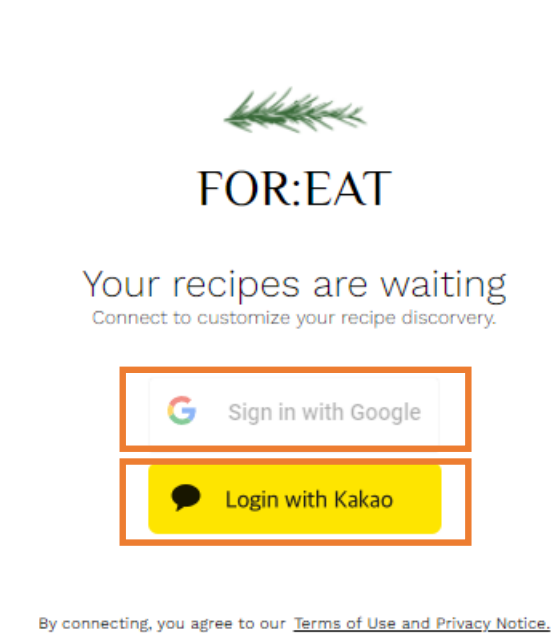 FOR:EAT
Your recipes are waiting
Connect to customize your recipe discorvery.
Sign in with Google
Login with Kakao
By connecting, you agree to our Terms of Use and Privacy Notice.